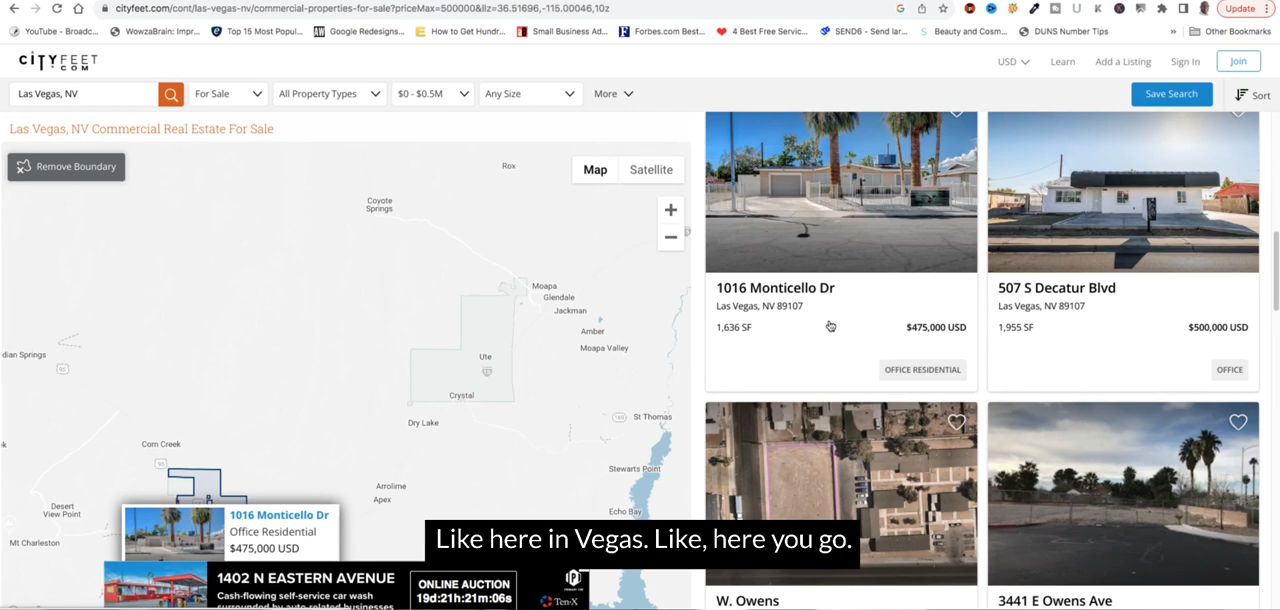 cityfeet.com/cont/las-vegas-nv/commercial-properties-for-sale?priceMax=500000&llz=36.51696,-115.00046,10z
Update
YouTube - Broadc...
WowzaBrain: Impr...
Top 15 Most Popul...
Google Redesigns...
How to Get Hundr...
Small Business Ad...
Forbes.com Best...
4 Best Free Servic...
SEND6 - Send lar...
Beauty and Cosm...
DUNS Number Tips
»
Other Bookmarks
CITYFEET
.COM
USD
Learn
Add a Listing
Sign In
Join
Las Vegas, NV
For Sale
All Property Types
$0 - $0.5M
Any Size
More
Save Search
Sort
Las Vegas, NV Commercial Real Estate For Sale
Remove Boundary
Map
Satellite
Rox
Coyote
Springs
Moapa
Glendale
Jackman
Amber
Moapa Valley
dian Springs
95
Ute
Crystal
Dry Lake
169
St Thomas
Corn Creek
95
Stewarts Point
Arrolime
Apex
Echo Bay
Desert
View Point
Mt Charleston
1016 Monticello Dr
Office Residential
$475,000 USD
1402 N EASTERN AVENUE
Cash-flowing self-service car wash
surrounded by auto-related businesses
ONLINE AUCTION
19d:21h:21m:06s
Ten-X
1016 Monticello Dr
Las Vegas, NV 89107
1,636 SF
$475,000 USD
OFFICE RESIDENTIAL
507 S Decatur Blvd
Las Vegas, NV 89107
1,955 SF
$500,000 USD
OFFICE
W. Owens
3441 E Owens Ave
Like here in Vegas. Like, here you go.